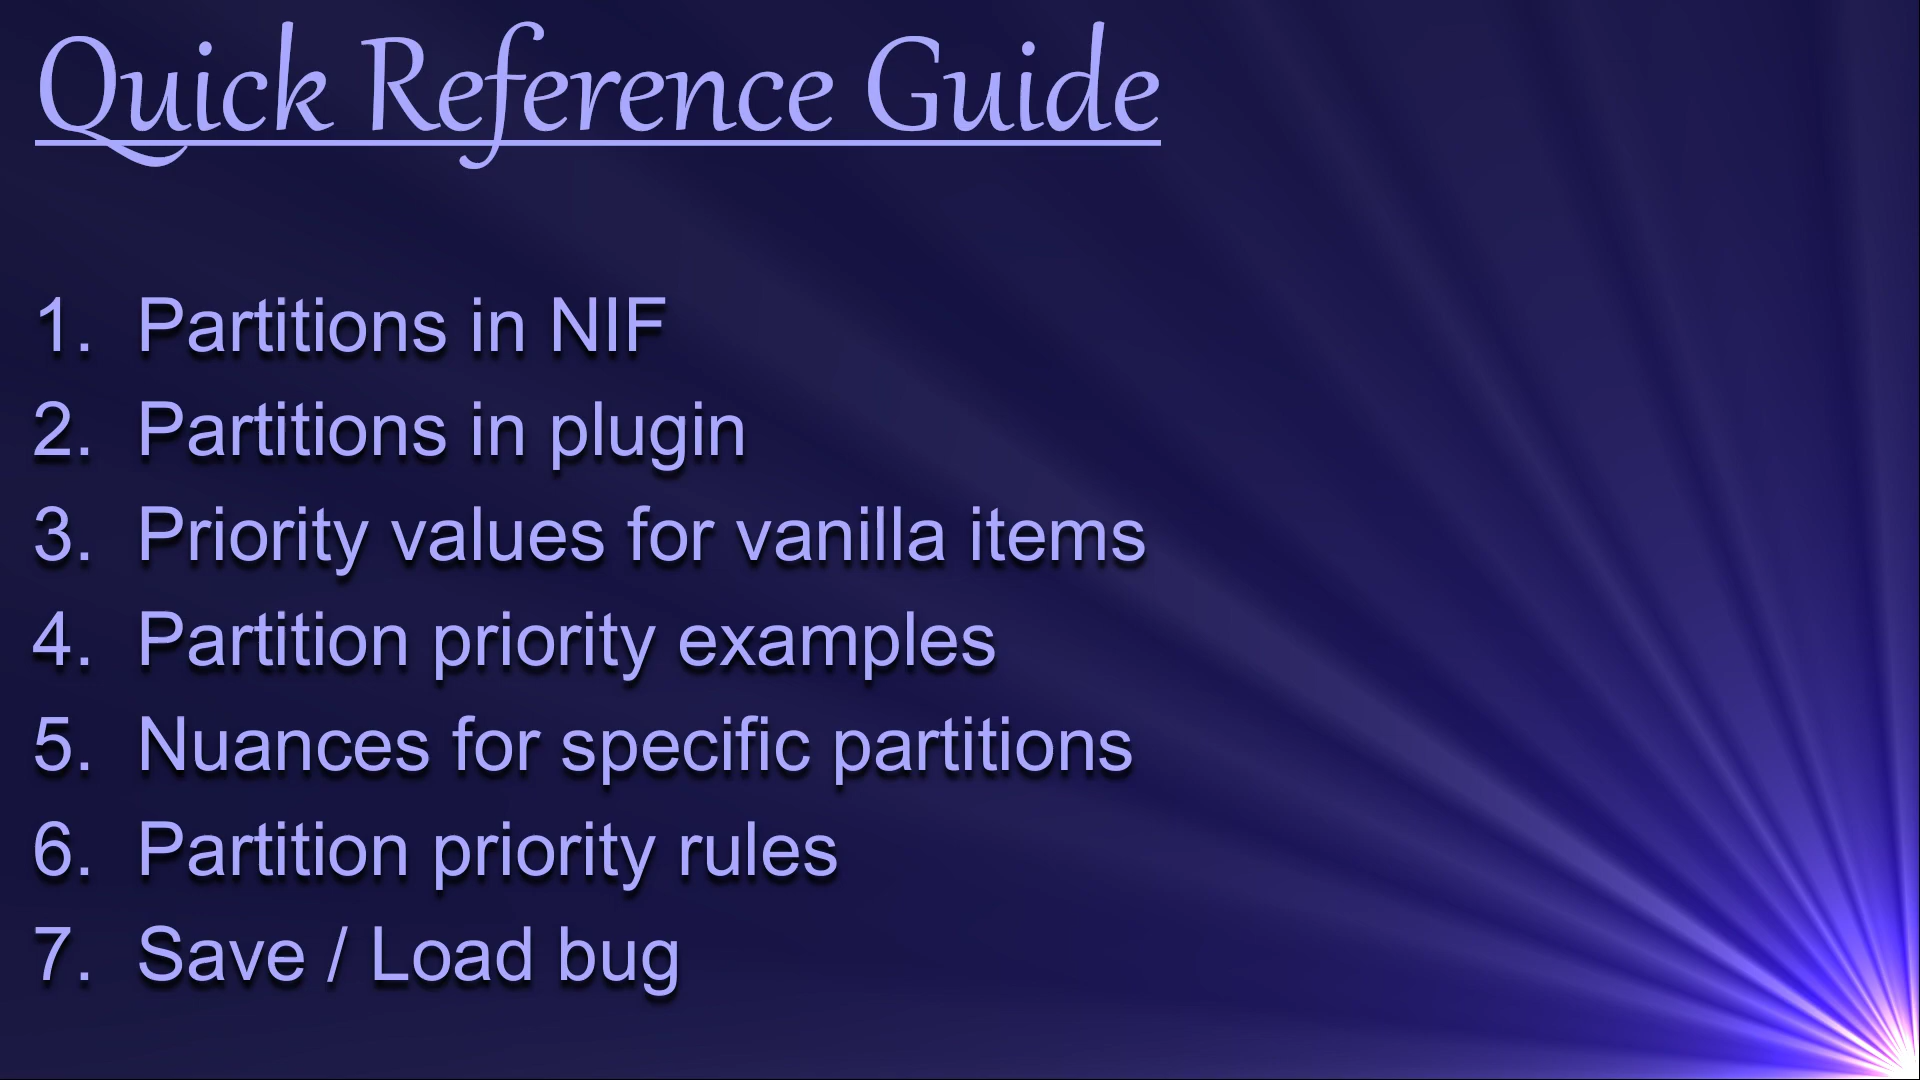 Quick Reference Guide
1. Partitions in NIF
2. Partitions in plugin
3. Priority values for vanilla items
4. Partition priority examples
5. Nuances for specific partitions
6. Partition priority rules
7. Save / Load bug